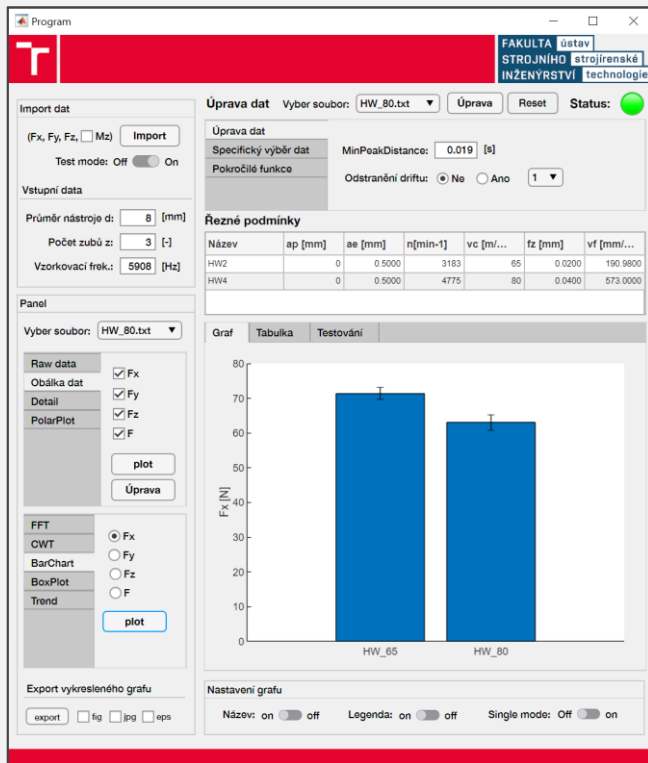 Program
FAKULTA ústav
STROJNÍHO strojírenské
INŽENÝRSTVÍ technologie
Import dat
(Fx, Fy, Fz, Mz) Import
Test mode: Off On
Vstupní data
Průměr nástroje d: 8 [mm]
Počet zubů z: 3 [-]
Vzorkovací frek.: 5908 [Hz]
Panel
Vyber soubor: HW_80.txt
Raw data
Obálka dat
Detail
PolarPlot
Fx
Fy
Fz
F
plot
Úprava
FFT
CWT
BarChart
BoxPlot
Trend
Fx
Fy
Fz
F
plot
Export vykresleného grafu
export fig jpg eps
Úprava dat Vyber soubor: HW_80.txt Úprava Reset Status:
Úprava dat
Specifický výběr dat
Pokročilé funkce
MinPeakDistance: 0.019 [s]
Odstranění driftu: Ne Ano 1
Řezné podmínky
Název ap [mm] ae [mm] n[min-1] vc [m/... fz [mm] vf [mm/...
HW2 0 0.5000 3183 65 0.0200 190.9800
HW4 0 0.5000 4775 80 0.0400 573.0000
Graf Tabulka Testování
80
70
60
50
40
30
20
10
0
Fx [N]
HW_65 HW_80
Nastavení grafu
Název: on off Legenda: on off Single mode: Off on